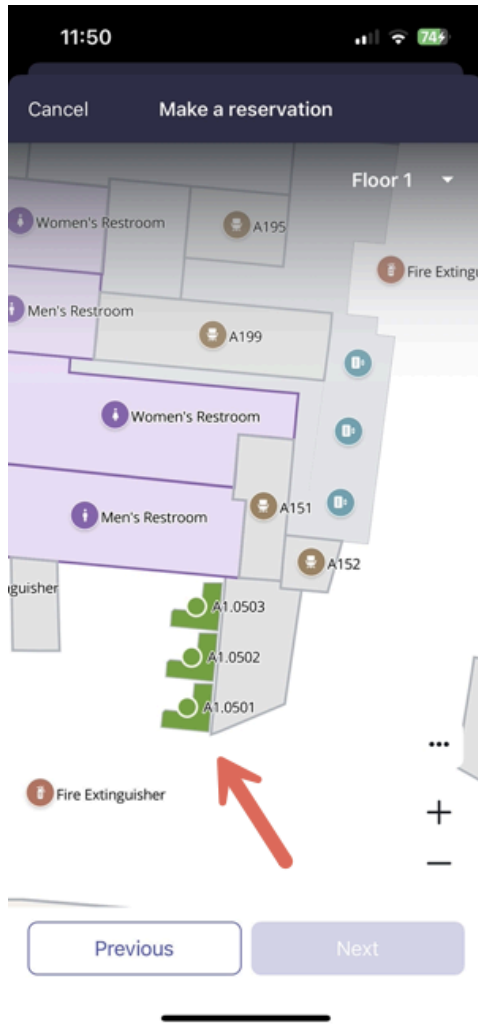 11:50
74
Cancel
Make a reservation
Floor 1
Women's Restroom
A195
Fire Extingu
Men's Restroom
A199
Women's Restroom
A151
Men's Restroom
A152
guisher
A1.0503
A1.0502
A1.0501
Fire Extinguisher
Previous
Next